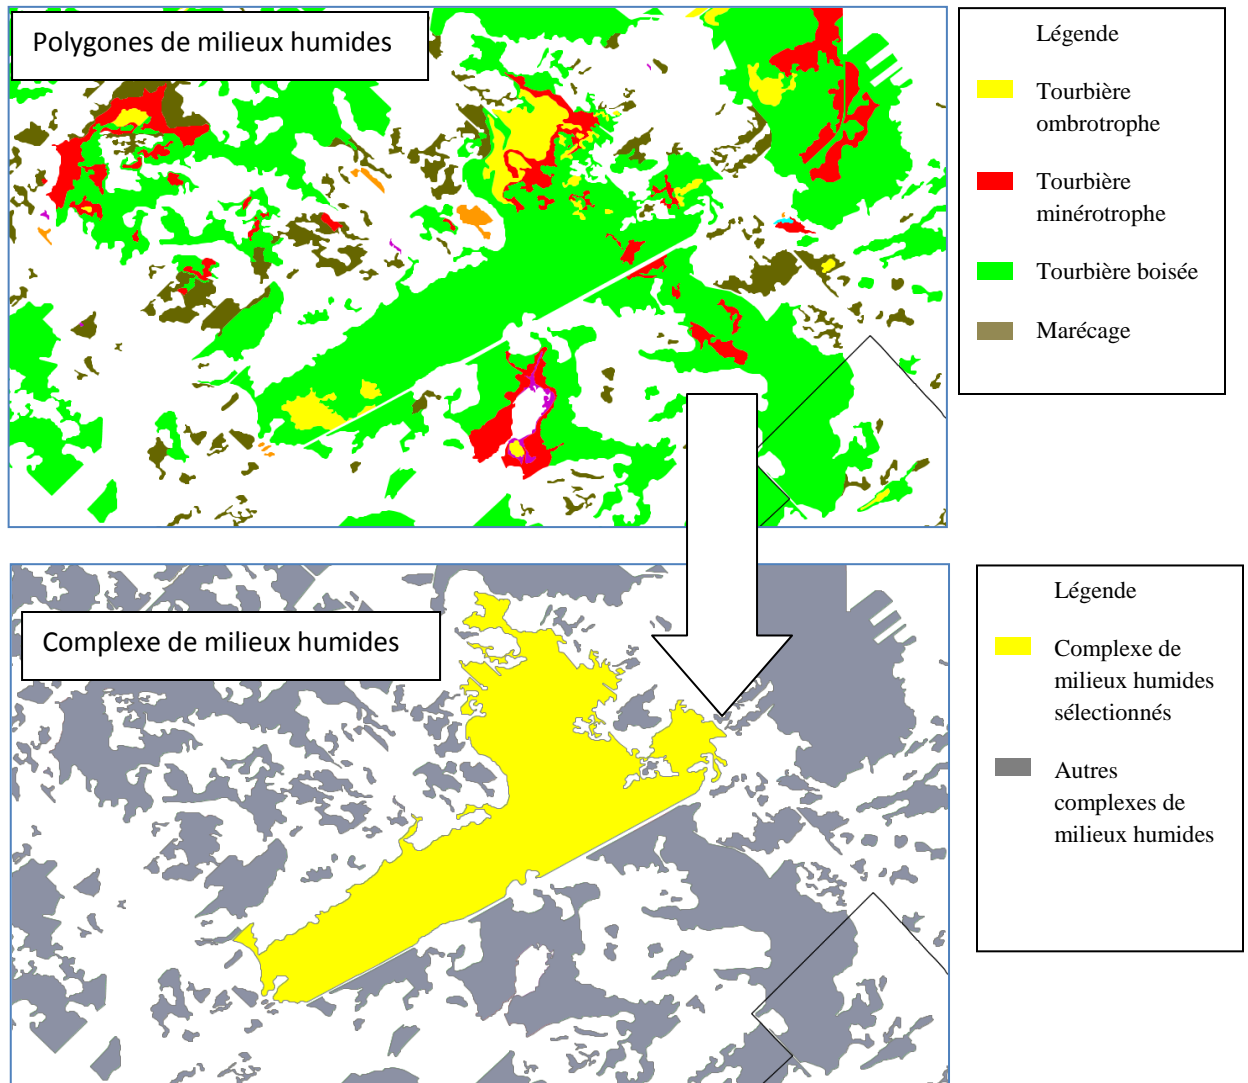 Polygones de milieux humides
Légende
Tourbière
ombrotrophe
Tourbière
minérotrophe
Tourbière boisée
Marécage
Complexe de milieux humides
Légende
Complexe de
milieux humides
sélectionnés
Autres
complexes de
milieux humides